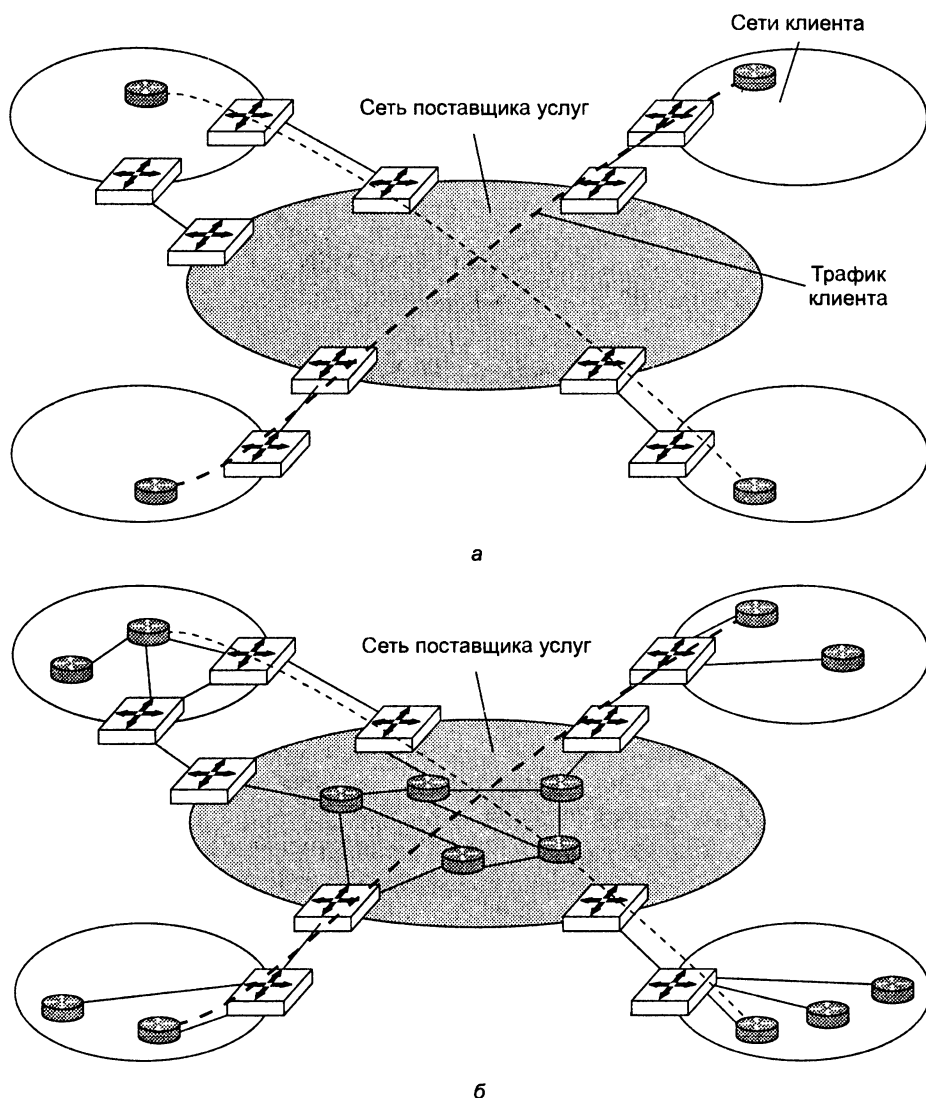 Сети клиента
Сеть поставщика услуг
Трафик
клиента
а
Сеть поставщика услуг
б